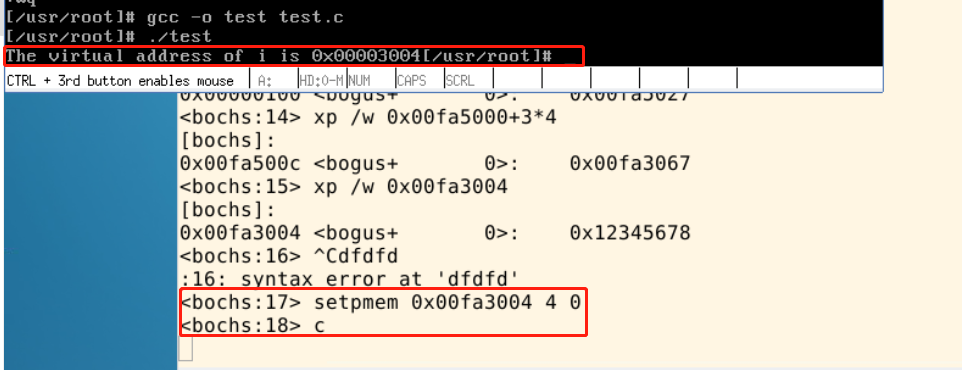 [/usr/root]# gcc -o test test.c
[/usr/root]# ./test
The virtual address of i is 0x00003004[/usr/root]#
CTRL + 3rd button enables mouse A: HD:0-M NUM CAPS SCRL
0x00000100 <bogus+ 0>: 0x00fa5027
<bochs:14> xp /w 0x00fa5000+3*4
[bochs]:
0x00fa500c <bogus+ 0>: 0x00fa3067
<bochs:15> xp /w 0x00fa3004
[bochs]:
0x00fa3004 <bogus+ 0>: 0x12345678
<bochs:16> ^Cdfdfd
:16: syntax error at 'dfdfd'
<bochs:17> setpmem 0x00fa3004 4 0
<bochs:18> c